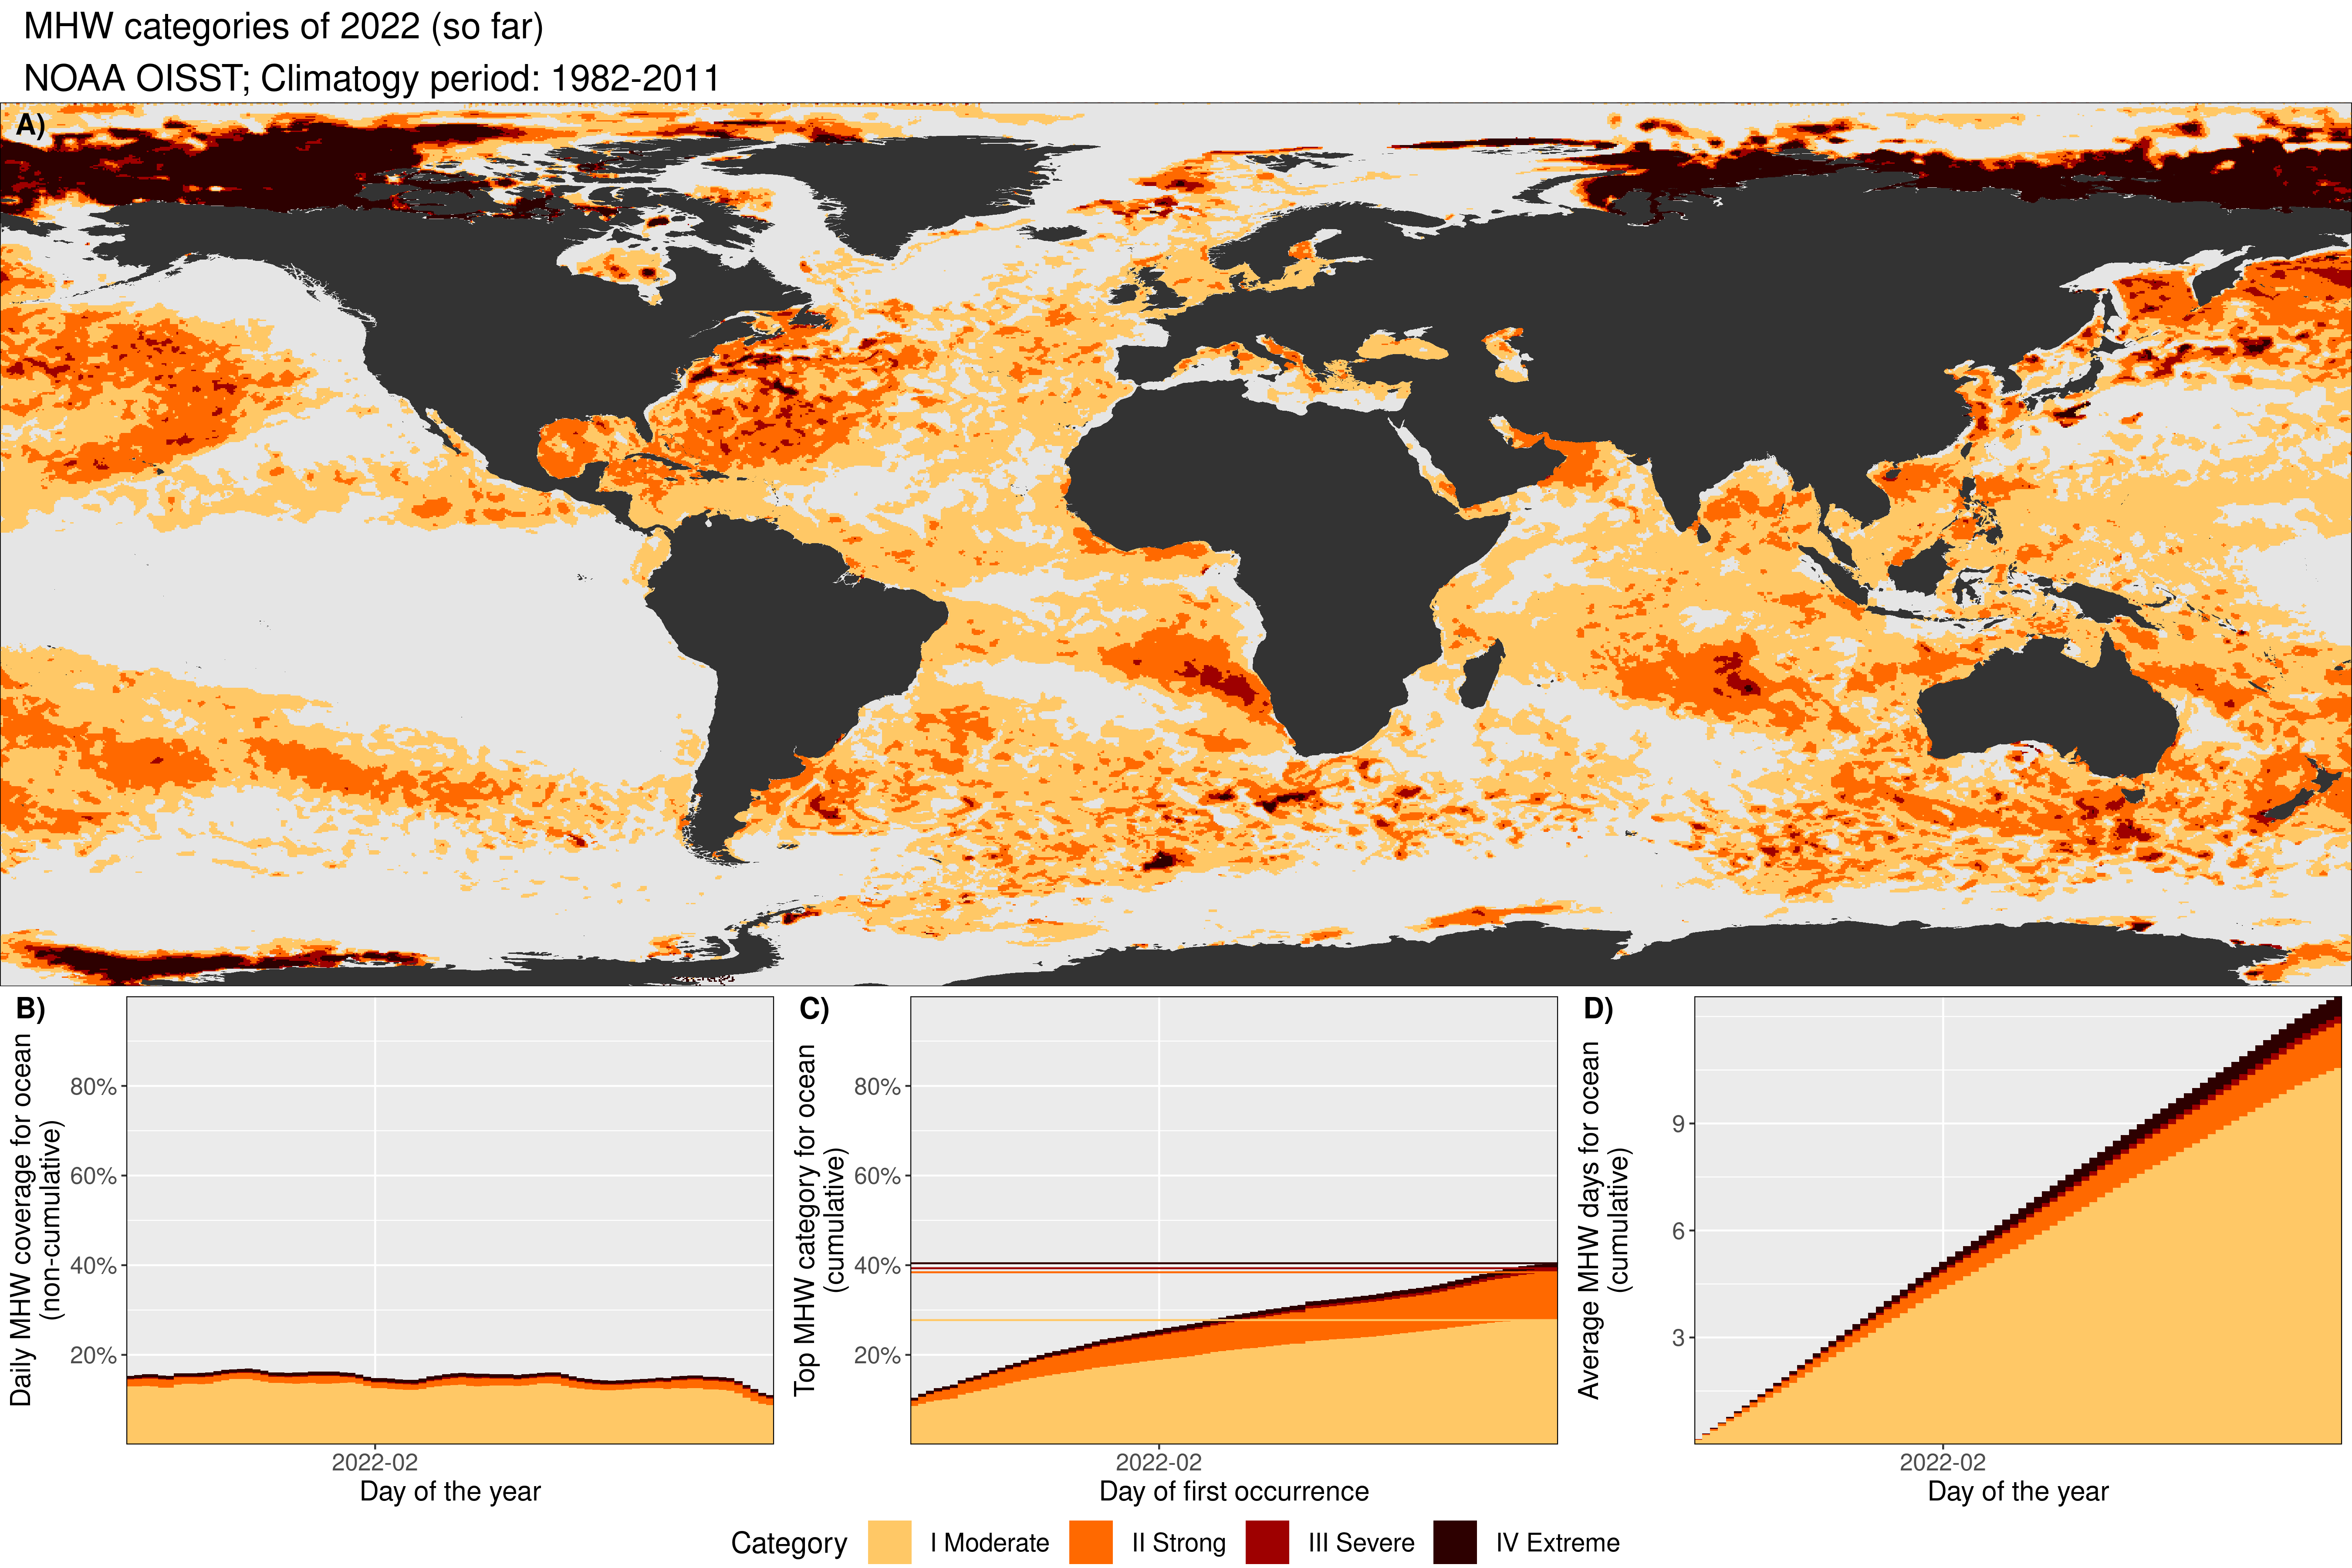 MHW categories of 2022 (so far)
NOAA OISST; Climatogy period: 1982-2011
A)
B)
Daily MHW coverage for ocean
(non-cumulative)
80%
60%
40%
20%
2022-02
Day of the year
C)
Top MHW category for ocean
(cumulative)
80%
60%
40%
20%
2022-02
Day of first occurrence
D)
Average MHW days for ocean
(cumulative)
9
6
3
2022-02
Day of the year
Category
I Moderate
II Strong
III Severe
IV Extreme